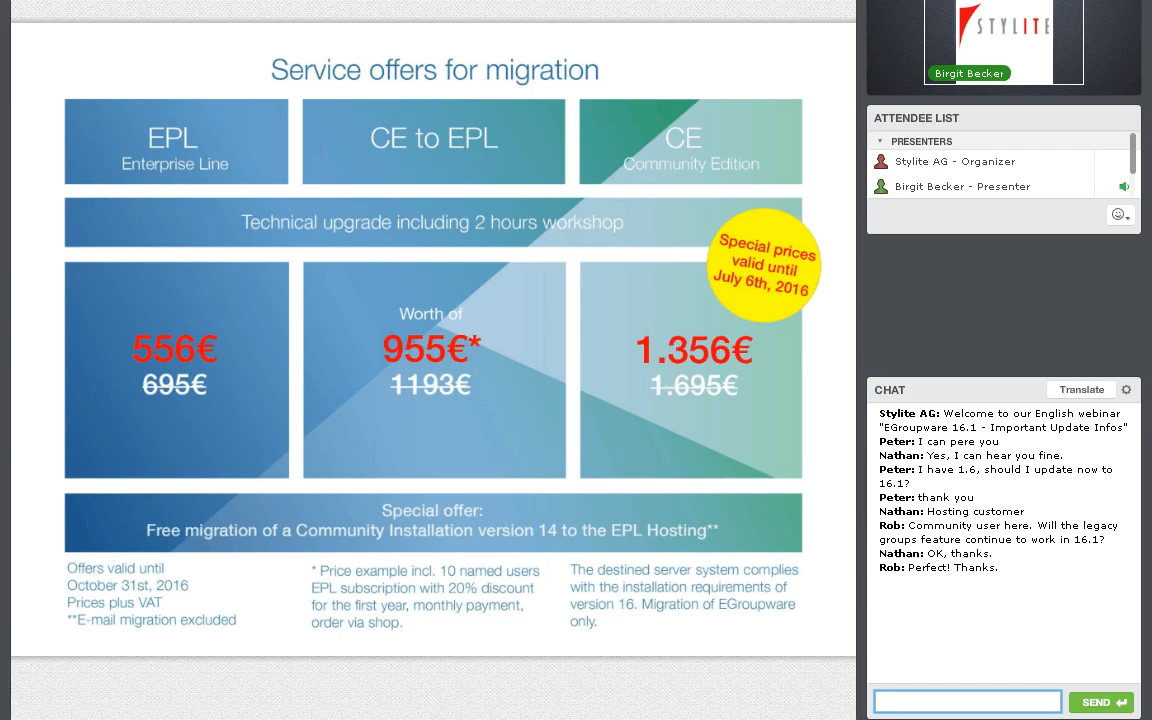 Service offers for migration
EPL
Enterprise Line
CE to EPL
CE
Community Edition
Technical upgrade including 2 hours workshop
Special prices
valid until
July 6th, 2016
556€
695€
Worth of
955€*
1193€
1.356€
1.695€
Special offer:
Free migration of a Community Installation version 14 to the EPL Hosting**
Offers valid until
October 31st, 2016
Prices plus VAT
**E-mail migration excluded
* Price example incl. 10 named users
EPL subscription with 20% discount
for the first year, monthly payment,
order via shop.
The destined server system complies
with the installation requirements of
version 16. Migration of EGroupware
only.
STYLITE
Birgit Becker
ATTENDEE LIST
PRESENTERS
Stylite AG - Organizer
Birgit Becker - Presenter
CHAT
Translate
Stylite AG: Welcome to our English webinar
"EGroupware 16.1 - Important Update Infos"
Peter: I can pere you
Nathan: Yes, I can hear you fine.
Peter: I have 1.6, should I update now to
16.1?
Peter: thank you
Nathan: Hosting customer
Rob: Community user here. Will the legacy
groups feature continue to work in 16.1?
Nathan: OK, thanks.
Rob: Perfect! Thanks.
SEND